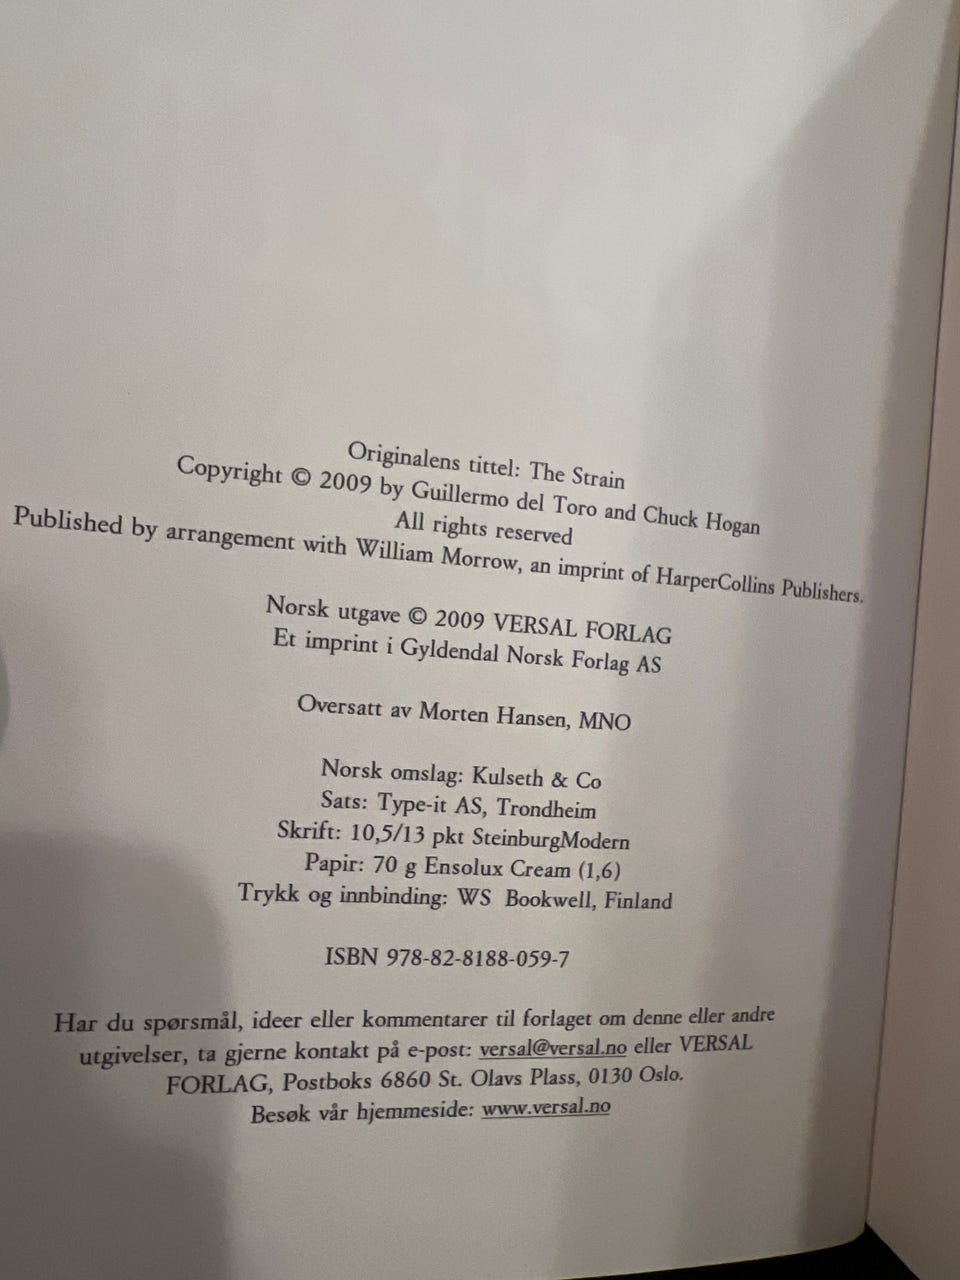 Originalens tittel: The Strain
Copyright © 2009 by Guillermo del Toro and Chuck Hogan
All rights reserved
Published by arrangement with William Morrow, an imprint of HarperCollins Publishers.
Norsk utgave © 2009 VERSAL FORLAG
Et imprint i Gyldendal Norsk Forlag AS
Oversatt av Morten Hansen, MNO
Norsk omslag: Kulseth & Co
Sats: Type-it AS, Trondheim
Skrift: 10,5/13 pkt SteinburgModern
Papir: 70 g Ensolux Cream (1,6)
Trykk og innbinding: WS Bookwell, Finland
ISBN 978-82-8188-059-7
Har du spørsmål, ideer eller kommentarer til forlaget om denne eller andre
utgivelser, ta gjerne kontakt på e-post: versal@versal.no eller VERSAL
FORLAG, Postboks 6860 St. Olavs Plass, 0130 Oslo.
Besøk vår hjemmeside: www.versal.no